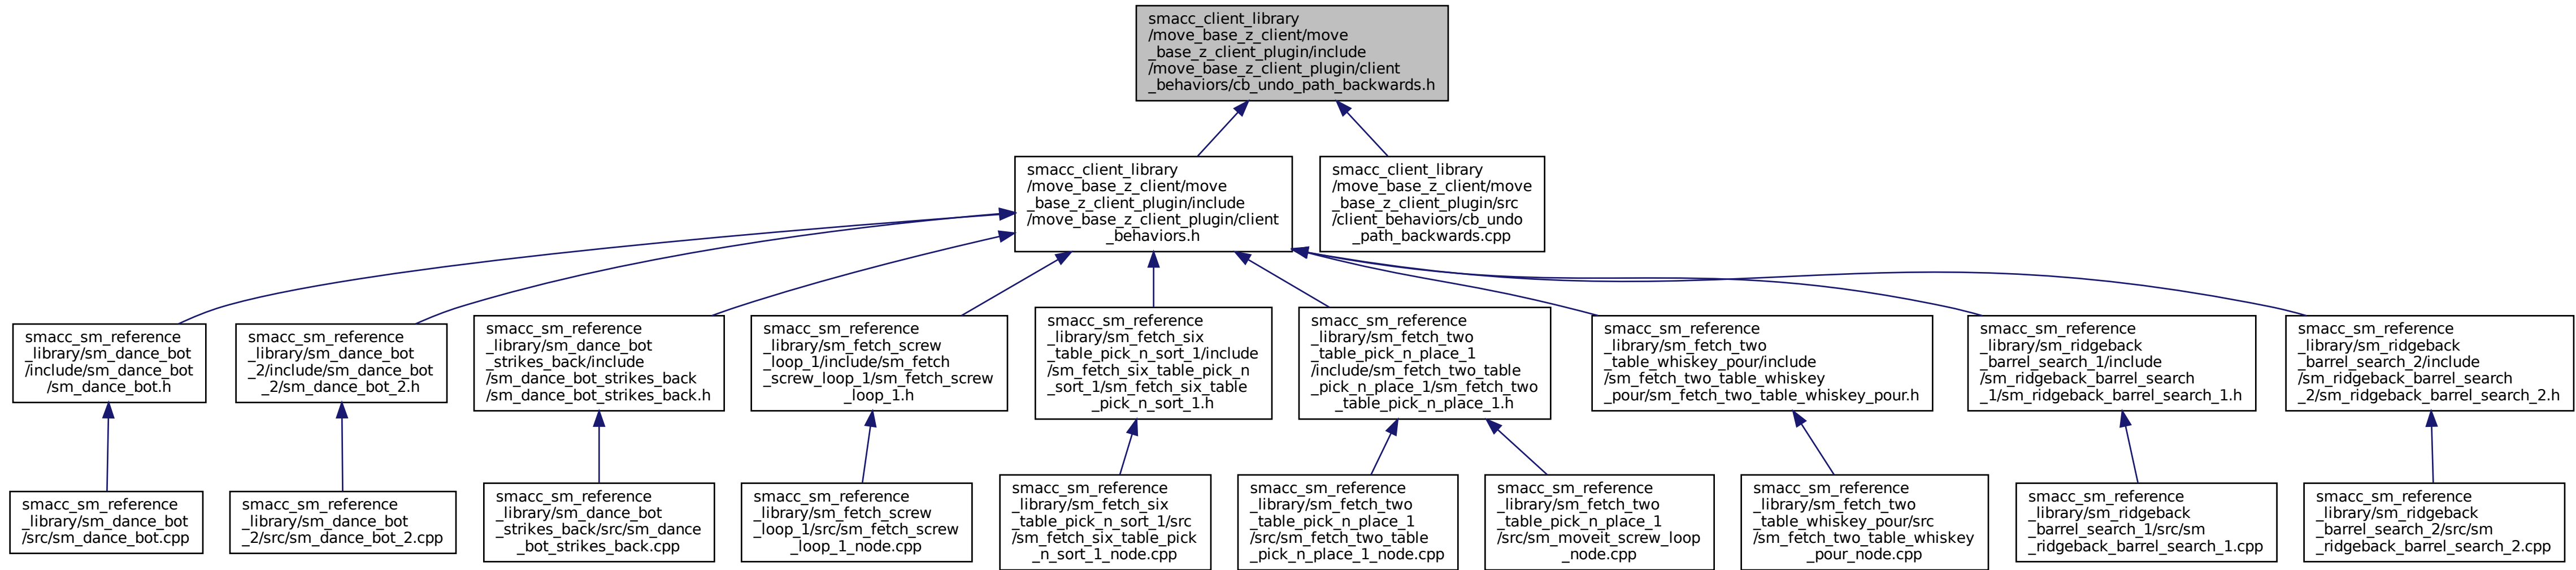 smacc_client_library
/move_base_z_client/move
_base_z_client_plugin/include
/move_base_z_client_plugin/client
_behaviors/cb_undo_path_backwards.h
smacc_client_library
/move_base_z_client/move
_base_z_client_plugin/include
/move_base_z_client_plugin/client
_behaviors.h
smacc_client_library
/move_base_z_client/move
_base_z_client_plugin/src
/client_behaviors/cb_undo
_path_backwards.cpp
smacc_sm_reference
_library/sm_dance_bot
/include/sm_dance_bot
/sm_dance_bot.h
smacc_sm_reference
_library/sm_dance_bot
_2/include/sm_dance_bot
_2/sm_dance_bot_2.h
smacc_sm_reference
_library/sm_dance_bot
_strikes_back/include
/sm_dance_bot_strikes_back
/sm_dance_bot_strikes_back.h
smacc_sm_reference
_library/sm_fetch_screw
_loop_1/include/sm_fetch
_screw_loop_1/sm_fetch_screw
_loop_1.h
smacc_sm_reference
_library/sm_fetch_six
_table_pick_n_sort_1/include
/sm_fetch_six_table_pick_n
_sort_1/sm_fetch_six_table
_pick_n_sort_1.h
smacc_sm_reference
_library/sm_fetch_two
_table_pick_n_place_1
/include/sm_fetch_two_table
_pick_n_place_1/sm_fetch_two
_table_pick_n_place_1.h
smacc_sm_reference
_library/sm_fetch_two
_table_whiskey_pour/include
/sm_fetch_two_table_whiskey
_pour/sm_fetch_two_table_whiskey_pour.h
smacc_sm_reference
_library/sm_ridgeback
_barrel_search_1/include
/sm_ridgeback_barrel_search
_1/sm_ridgeback_barrel_search_1.h
smacc_sm_reference
_library/sm_ridgeback
_barrel_search_2/include
/sm_ridgeback_barrel_search
_2/sm_ridgeback_barrel_search_2.h
smacc_sm_reference
_library/sm_dance_bot
/src/sm_dance_bot.cpp
smacc_sm_reference
_library/sm_dance_bot
_2/src/sm_dance_bot_2.cpp
smacc_sm_reference
_library/sm_dance_bot
_strikes_back/src/sm_dance
_bot_strikes_back.cpp
smacc_sm_reference
_library/sm_fetch_screw
_loop_1/src/sm_fetch_screw
_loop_1_node.cpp
smacc_sm_reference
_library/sm_fetch_six
_table_pick_n_sort_1/src
/sm_fetch_six_table_pick
_n_sort_1_node.cpp
smacc_sm_reference
_library/sm_fetch_two
_table_pick_n_place_1
/src/sm_fetch_two_table
_pick_n_place_1_node.cpp
smacc_sm_reference
_library/sm_fetch_two
_table_pick_n_place_1
/src/sm_moveit_screw_loop
_node.cpp
smacc_sm_reference
_library/sm_fetch_two
_table_whiskey_pour/src
/sm_fetch_two_table_whiskey
_pour_node.cpp
smacc_sm_reference
_library/sm_ridgeback
_barrel_search_1/src/sm
_ridgeback_barrel_search_1.cpp
smacc_sm_reference
_library/sm_ridgeback
_barrel_search_2/src/sm
_ridgeback_barrel_search_2.cpp